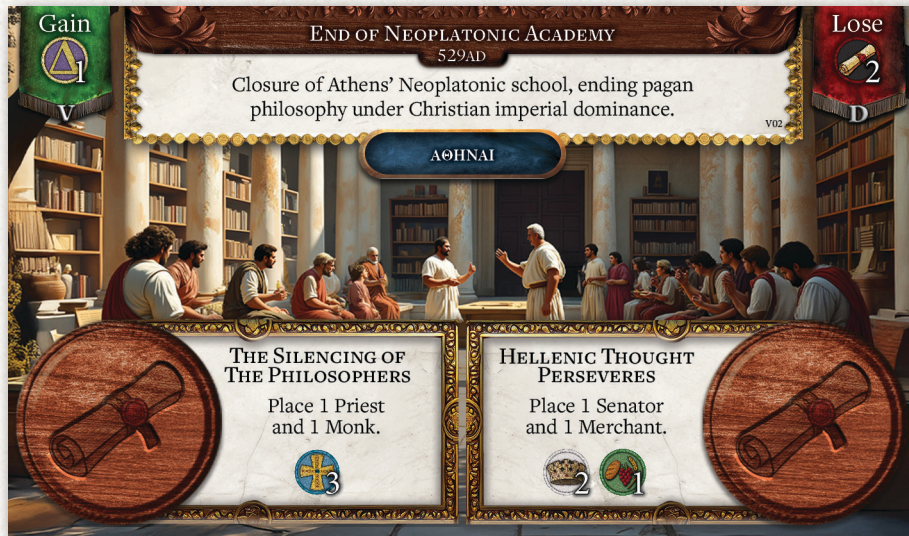 Gain
1
V
END OF NEOPLATONIC ACADEMY
529AD
Closure of Athens’ Neoplatonic school, ending pagan
philosophy under Christian imperial dominance.
V02
Lose
2
D
ΑΘΗΝΑΙ
THE SILENCING OF
THE PHILOSOPHERS
Place 1 Priest
and 1 Monk.
3
HELLENIC THOUGHT
PERSEVERES
Place 1 Senator
and 1 Merchant.
2
1